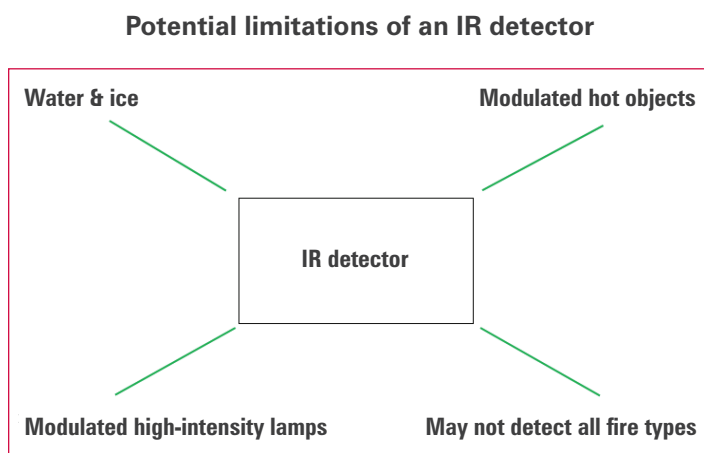 Potential limitations of an IR detector
Water & ice
Modulated hot objects
IR detector
Modulated high-intensity lamps
May not detect all fire types